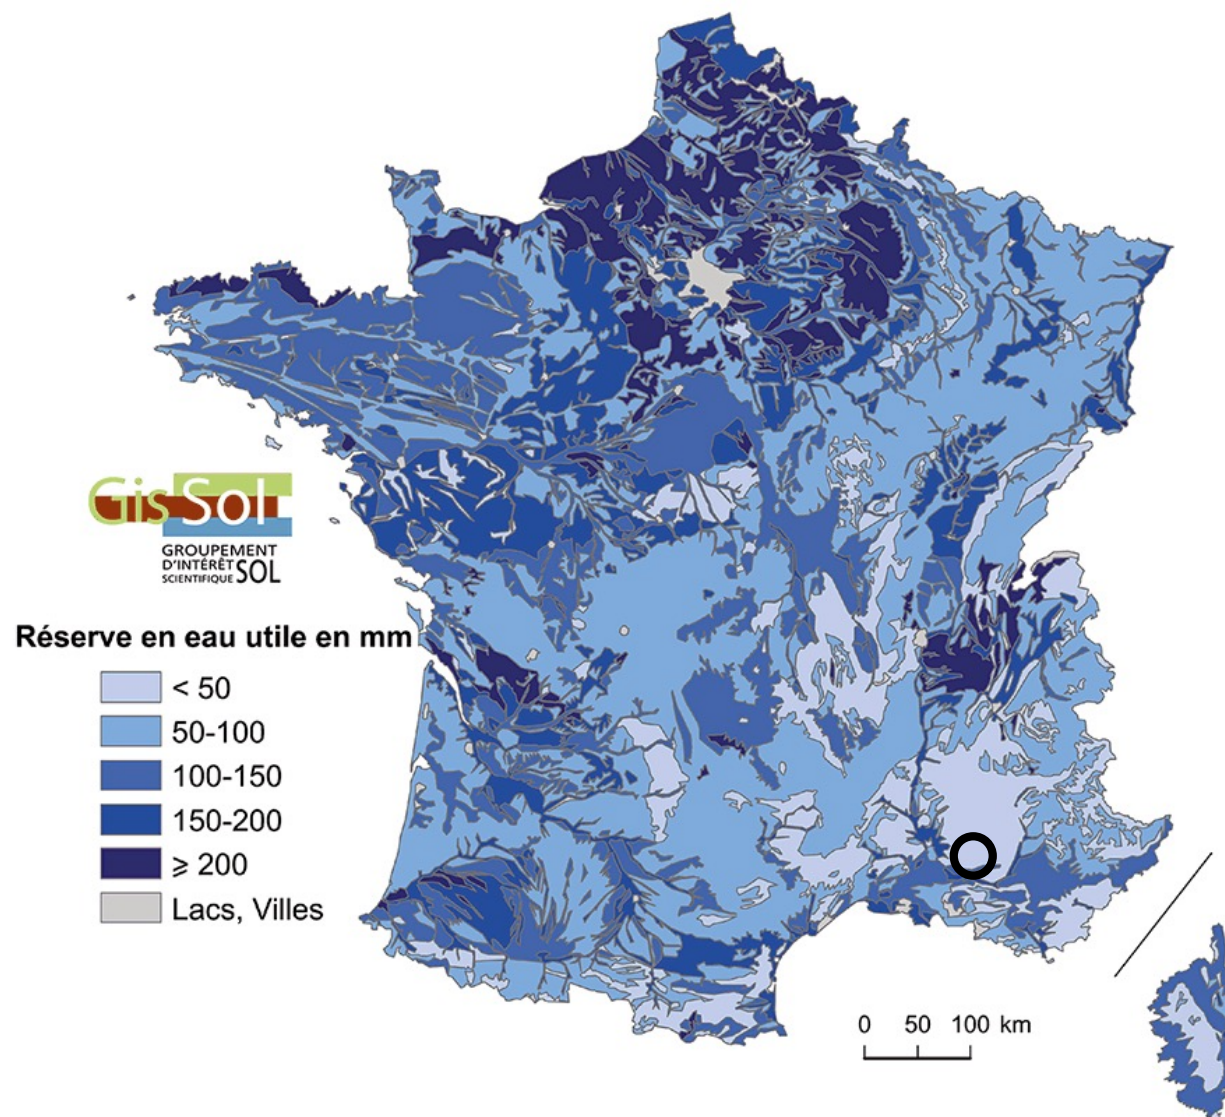 GisSol
GROUPEMENT
D'INTÉRÊT
SCIENTIFIQUE SOL
Réserve en eau utile en mm
< 50
50-100
100-150
150-200
⩾ 200
Lacs, Villes
0 50 100 km